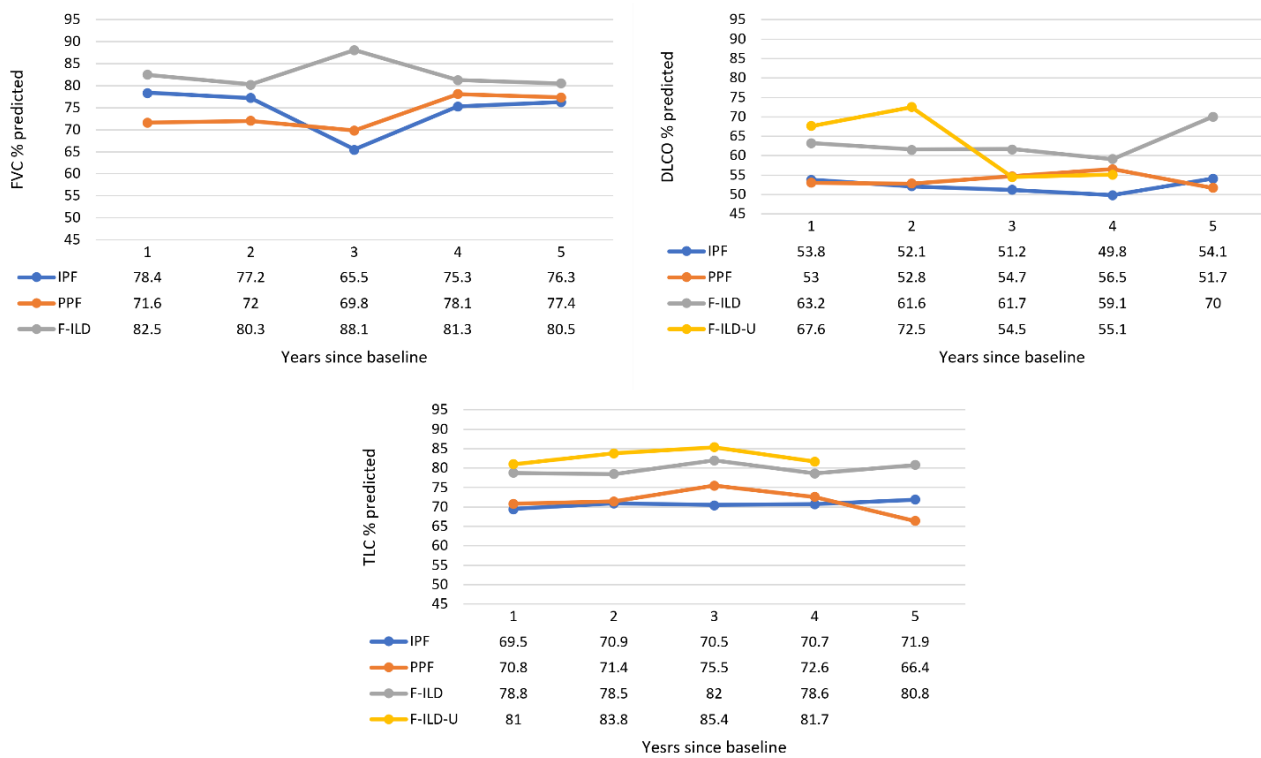 95
90
85
80
75
70
65
60
55
50
45
FVC % predicted
1 2 3 4 5
IPF 78.4 77.2 65.5 75.3 76.3
PPF 71.6 72 69.8 78.1 77.4
F-ILD 82.5 80.3 88.1 81.3 80.5
Years since baseline
95
90
85
80
75
70
65
60
55
50
45
DLCO % predicted
1 2 3 4 5
IPF 53.8 52.1 51.2 49.8 54.1
PPF 53 52.8 54.7 56.5 51.7
F-ILD 63.2 61.6 61.7 59.1 70
F-ILD-U 67.6 72.5 54.5 55.1
Years since baseline
95
90
85
80
75
70
65
60
55
50
45
TLC % predicted
1 2 3 4 5
IPF 69.5 70.9 70.5 70.7 71.9
PPF 70.8 71.4 75.5 72.6 66.4
F-ILD 78.8 78.5 82 78.6 80.8
F-ILD-U 81 83.8 85.4 81.7
Yesrs since baseline